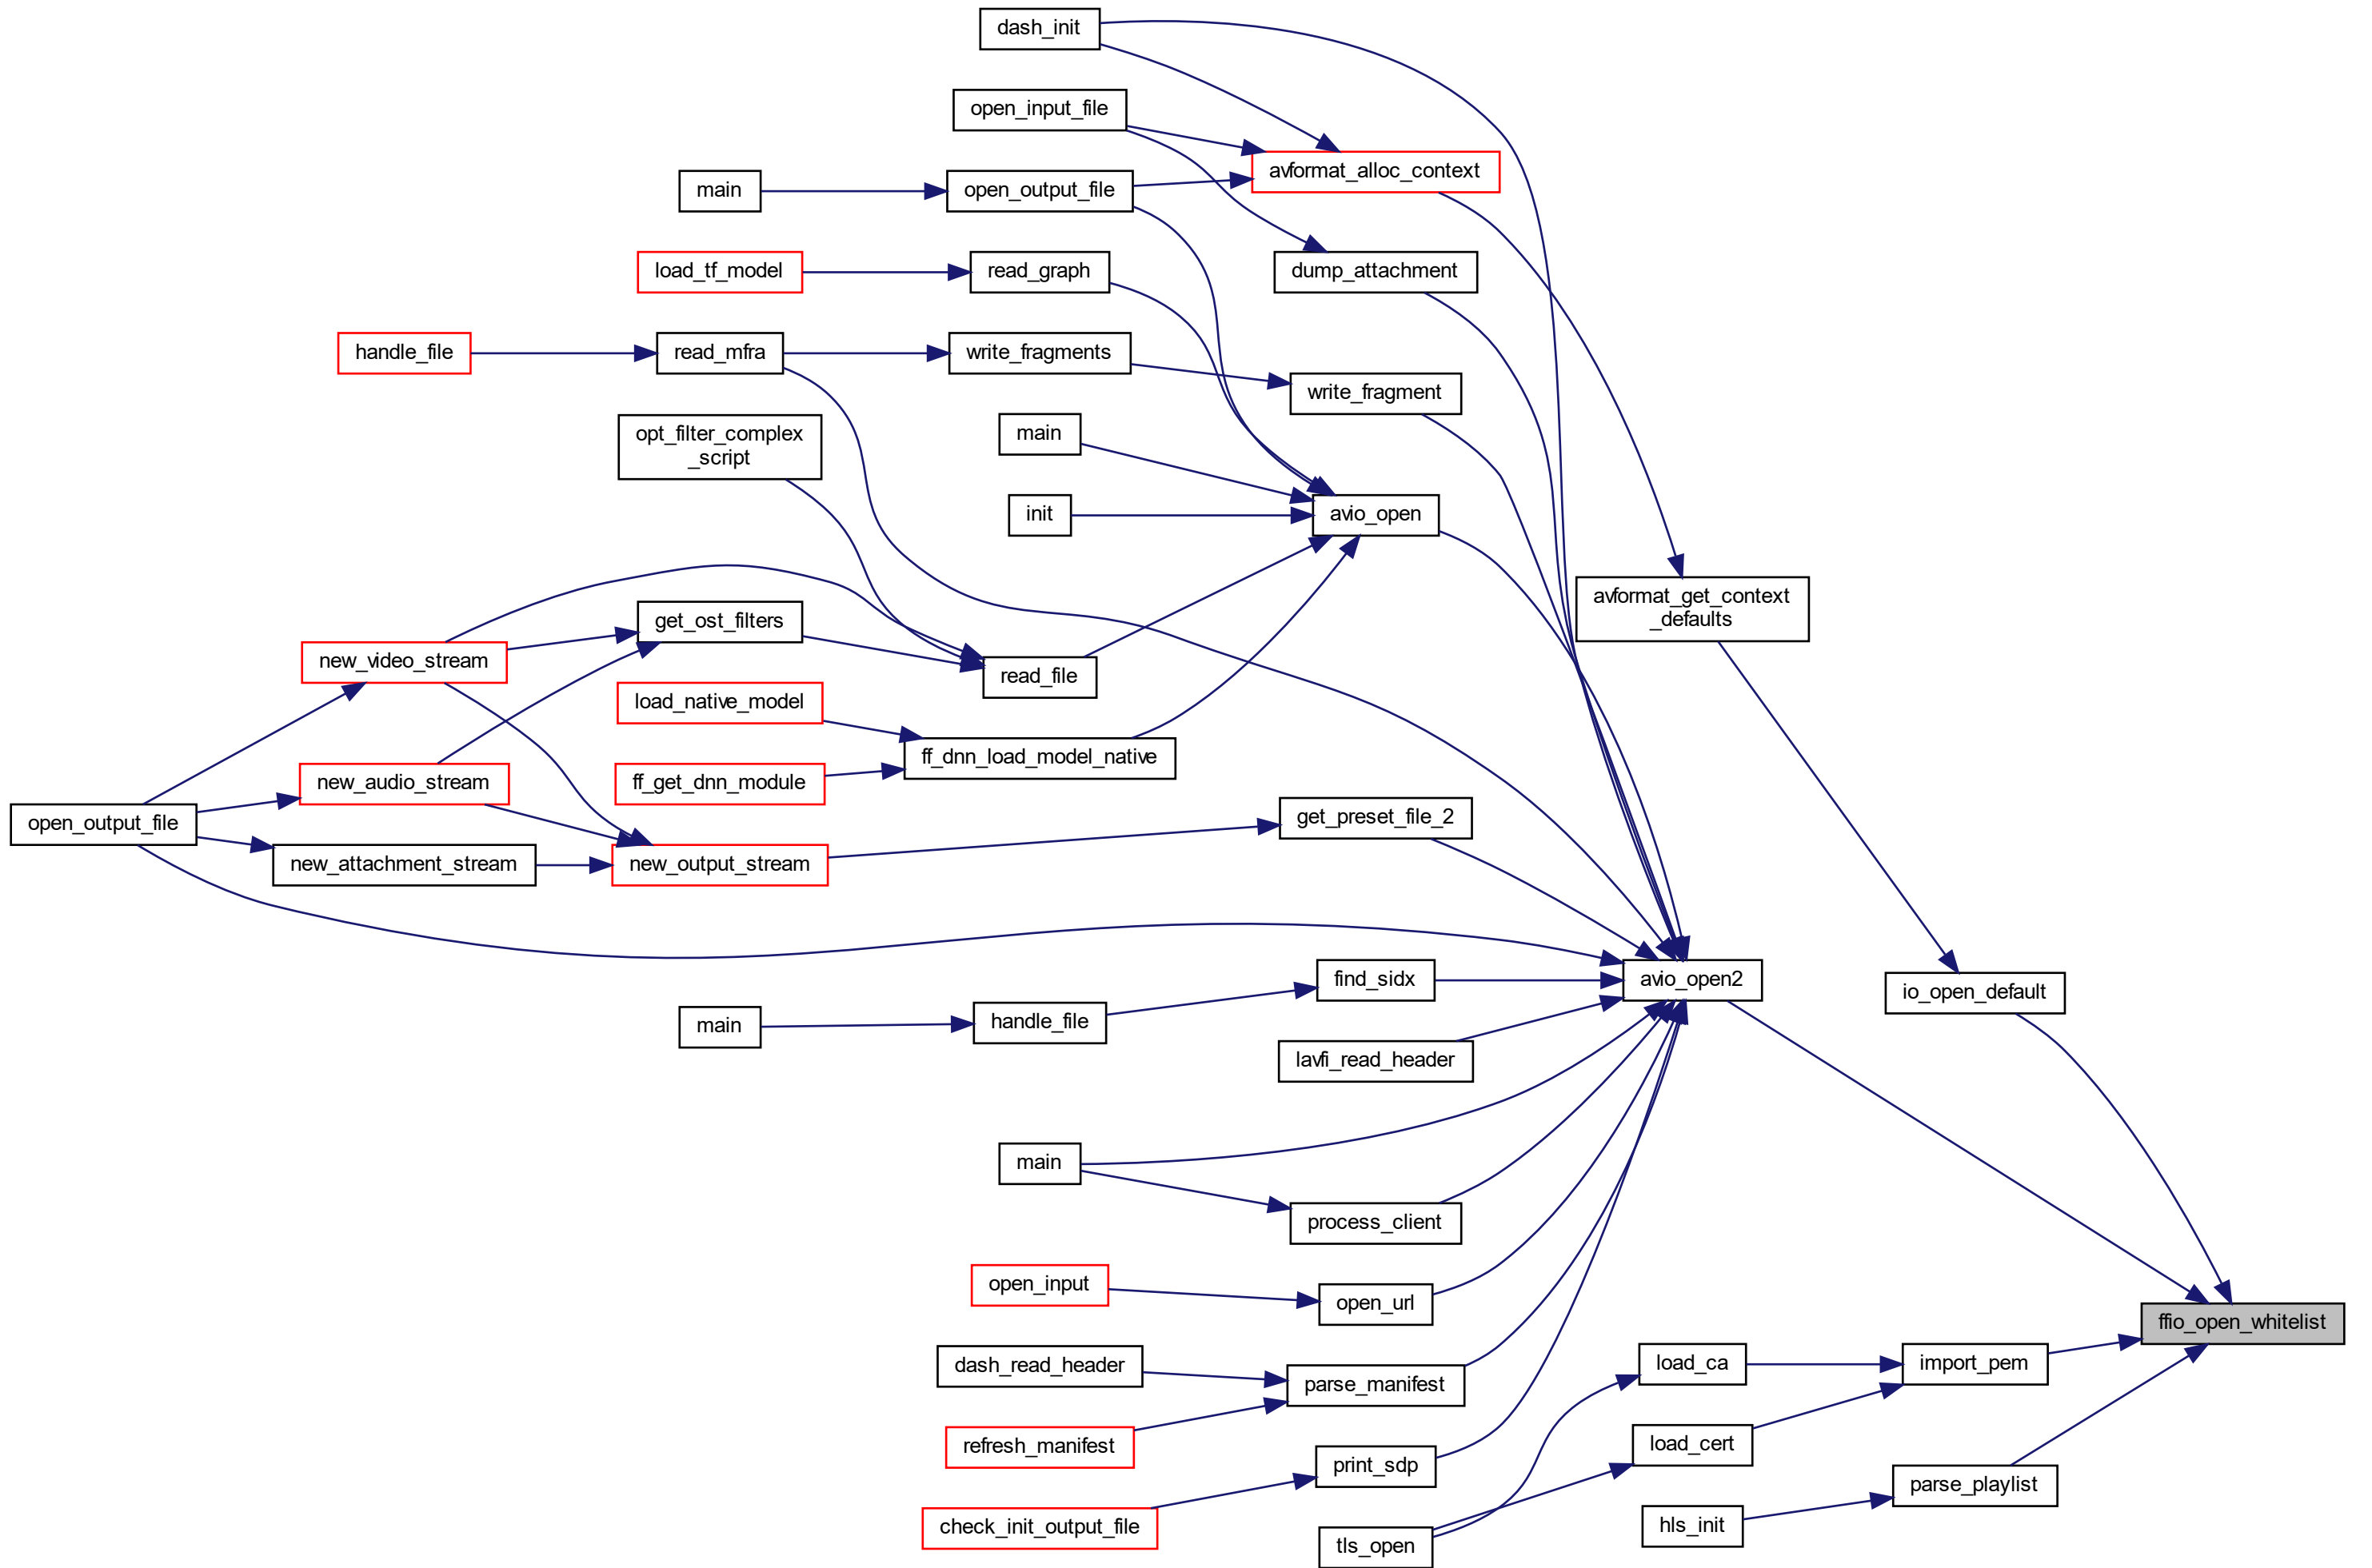 dash_init
open_input_file
avformat_alloc_context
main
open_output_file
load_tf_model
read_graph
dump_attachment
handle_file
read_mfra
write_fragments
write_fragment
opt_filter_complex
_script
main
init
avio_open
avformat_get_context
_defaults
get_ost_filters
new_video_stream
read_file
load_native_model
ff_dnn_load_model_native
new_audio_stream
ff_get_dnn_module
open_output_file
get_preset_file_2
new_attachment_stream
new_output_stream
find_sidx
avio_open2
io_open_default
main
handle_file
lavfi_read_header
main
process_client
open_input
open_url
ffio_open_whitelist
dash_read_header
parse_manifest
load_ca
import_pem
refresh_manifest
print_sdp
load_cert
parse_playlist
check_init_output_file
tls_open
hls_init